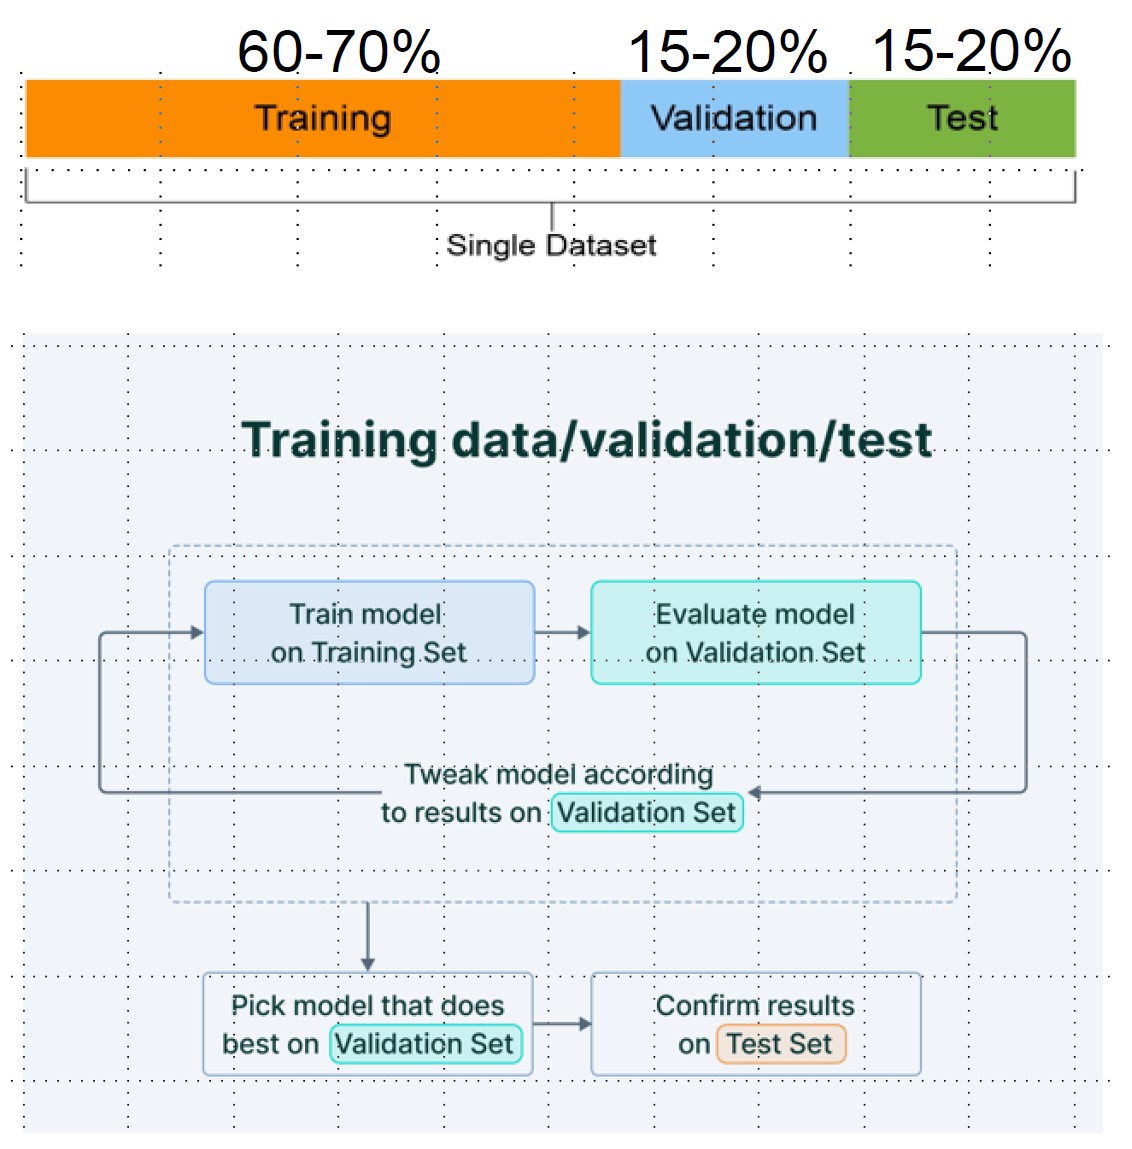 60-70% 15-20% 15-20%
Training Validation Test
Single Dataset
Training data/validation/test
Train model
on Training Set
Evaluate model
on Validation Set
Tweak model according
to results on Validation Set
Pick model that does
best on Validation Set
Confirm results
on Test Set